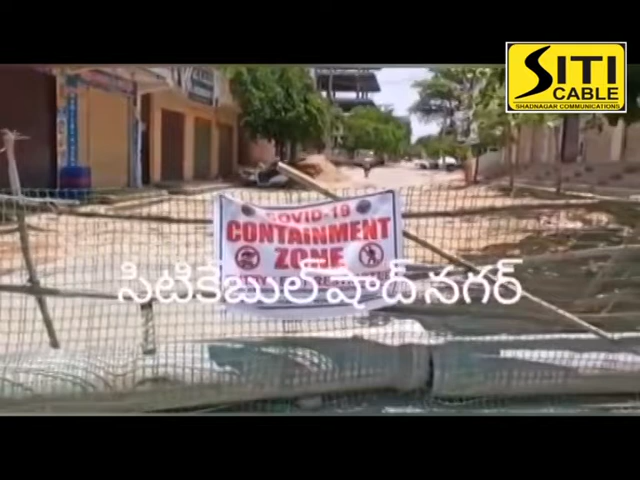 SITI
CABLE
SHADNAGAR COMMUNICATIONS
COVID-19
CONTAINMENT
ZONE
సిటికేబుల్ షాద్ నగర్